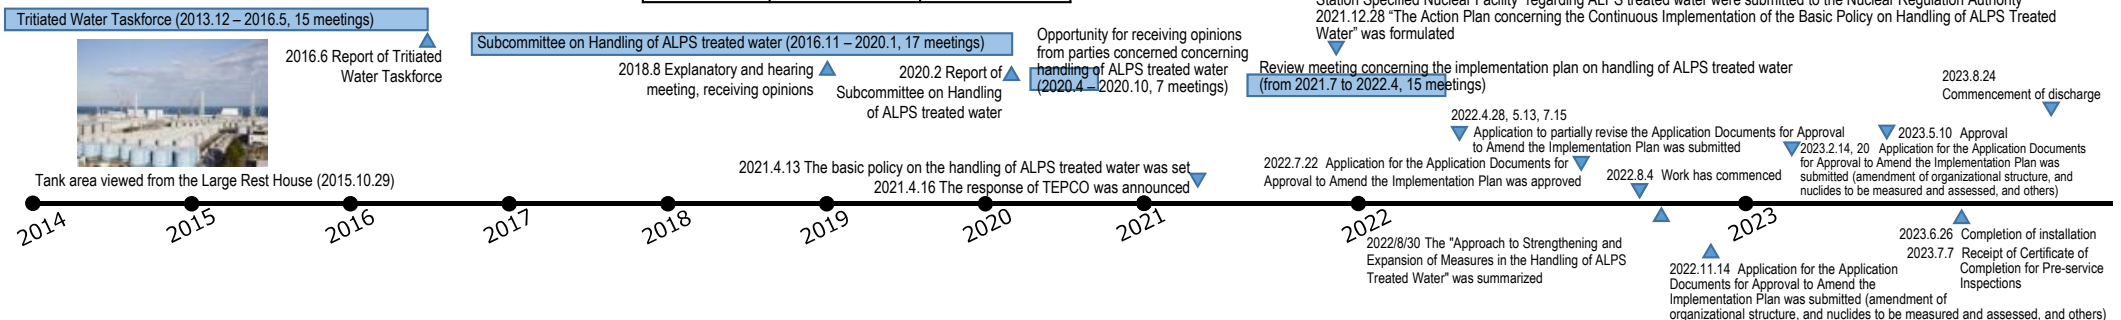 Station Specified Nuclear Facility" regarding ALPS treated water were submitted to the Nuclear Regulation Authority
2021.12.28 “The Action Plan concerning the Continuous Implementation of the Basic Policy on Handling of ALPS Treated
Water” was formulated
Tritiated Water Taskforce (2013.12 – 2016.5, 15 meetings)
2016.6 Report of Tritiated
Water Taskforce
Subcommittee on Handling of ALPS treated water (2016.11 – 2020.1, 17 meetings)
2018.8 Explanatory and hearing
meeting, receiving opinions
2020.2 Report of
Subcommittee on Handling
of ALPS treated water
Opportunity for receiving opinions
from parties concerned concerning
handling of ALPS treated water
(2020.4 – 2020.10, 7 meetings)
Review meeting concerning the implementation plan on handling of ALPS treated water
(from 2021.7 to 2022.4, 15 meetings)
2023.8.24
Commencement of discharge
2022.4.28, 5.13, 7.15
Application to partially revise the Application Documents for Approval
to Amend the Implementation Plan was submitted
2023.5.10 Approval
2023.2.14, 20 Application for the Application Documents
for Approval to Amend the Implementation Plan was
submitted (amendment of organizational structure, and
nuclides to be measured and assessed, and others)
2021.4.13 The basic policy on the handling of ALPS treated water was set
2021.4.16 The response of TEPCO was announced
2022.7.22 Application for the Application Documents for
Approval to Amend the Implementation Plan was approved
2022.8.4 Work has commenced
Tank area viewed from the Large Rest House (2015.10.29)
2014
2015
2016
2017
2018
2019
2020
2021
2022
2023
2022/8/30 The "Approach to Strengthening and
Expansion of Measures in the Handling of ALPS
Treated Water" was summarized
2022.11.14 Application for the Application
Documents for Approval to Amend the
Implementation Plan was submitted (amendment of
organizational structure, and nuclides to be measured and assessed, and others)
2023.6.26 Completion of installation
2023.7.7 Receipt of Certificate of
Completion for Pre-service
Inspections